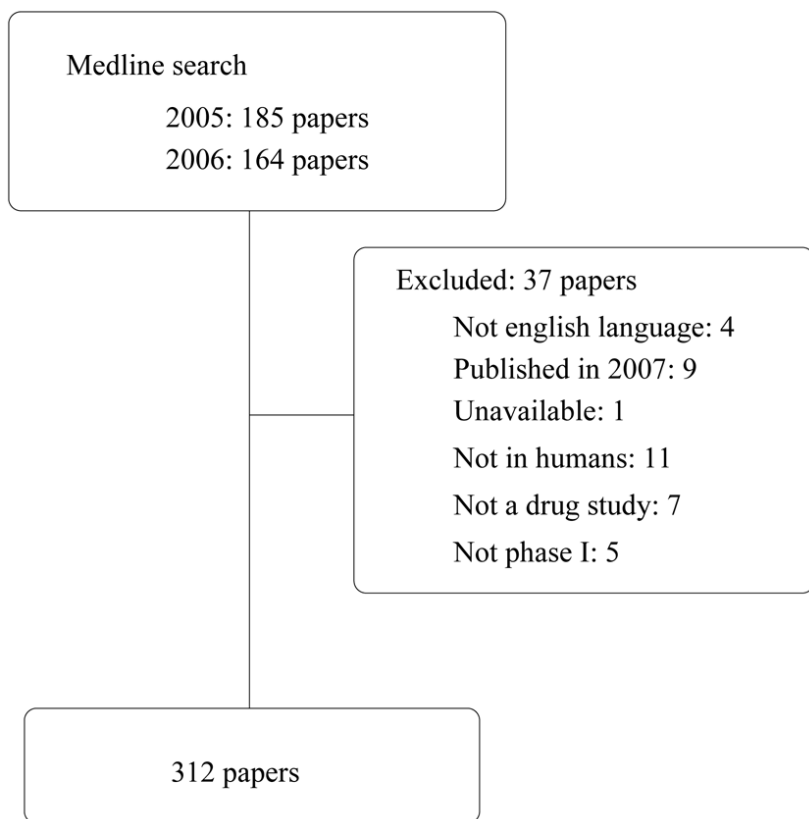 Medline search
2005: 185 papers
2006: 164 papers
Excluded: 37 papers
Not english language: 4
Published in 2007: 9
Unavailable: 1
Not in humans: 11
Not a drug study: 7
Not phase I: 5
312 papers